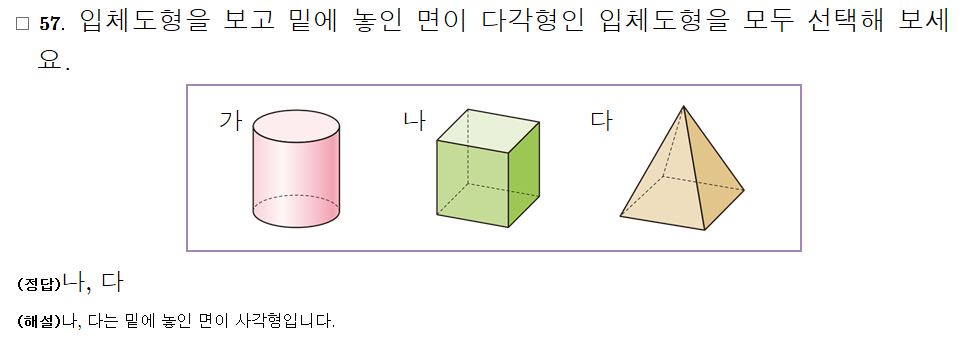 □ 57. 입체도형을 보고 밑에 놓인 면이 다각형인 입체도형을 모두 선택해 보세
요.
가 나 다
(정답)나, 다
(해설)나, 다는 밑에 놓인 면이 사각형입니다.